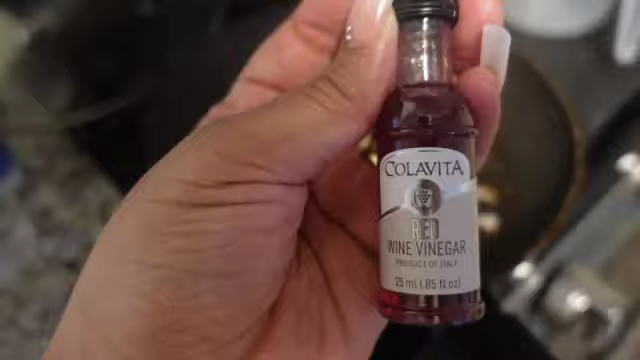 COLAVITA
RED
WINE VINEGAR
PRODUCT OF ITALY
25 ml (.85 fl oz)